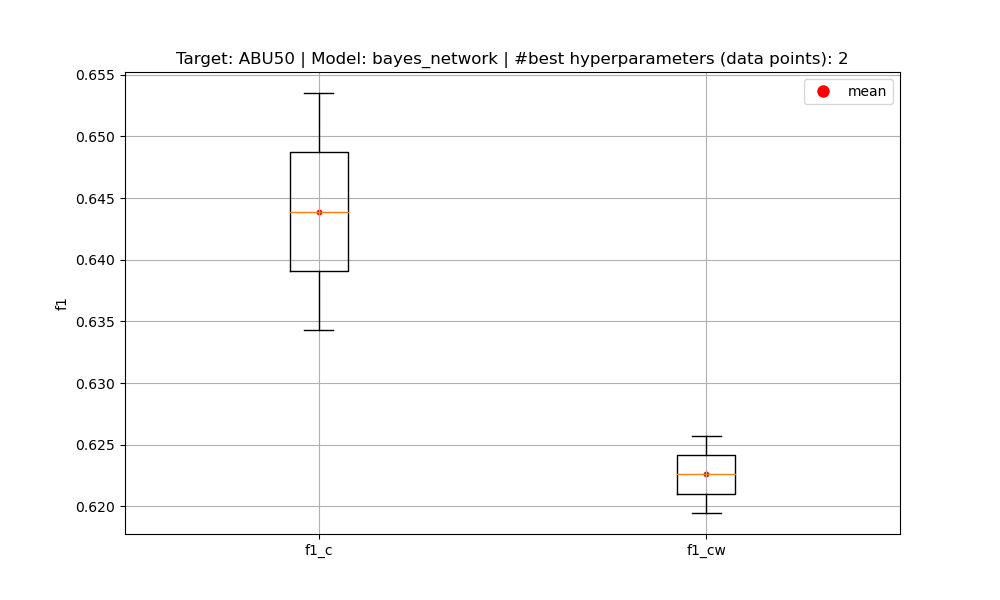 Target: ABU50 | Model: bayes_network | #best hyperparameters (data points): 2
mean
f1
0.655
0.650
0.645
0.640
0.635
0.630
0.625
0.620
f1_c
f1_cw